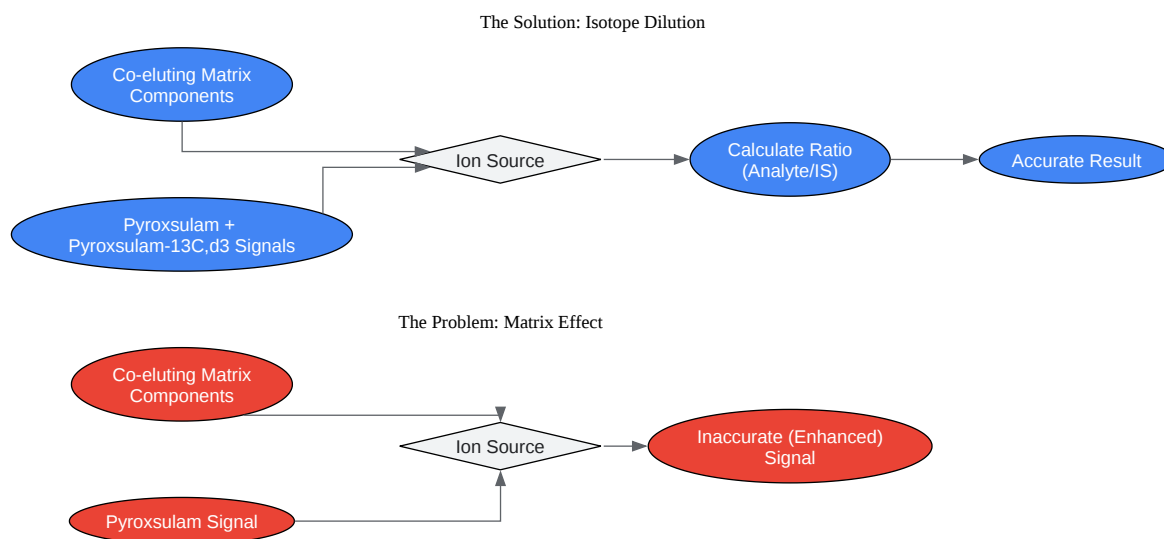 The Solution: Isotope Dilution
Co-eluting Matrix
Components
Ion Source
Calculate Ratio
(Analyte/IS)
Accurate Result
Pyroxsulam +
Pyroxsulam-13C,d3 Signals
The Problem: Matrix Effect
Co-eluting Matrix
Components
Ion Source
Inaccurate (Enhanced)
Signal
Pyroxsulam Signal